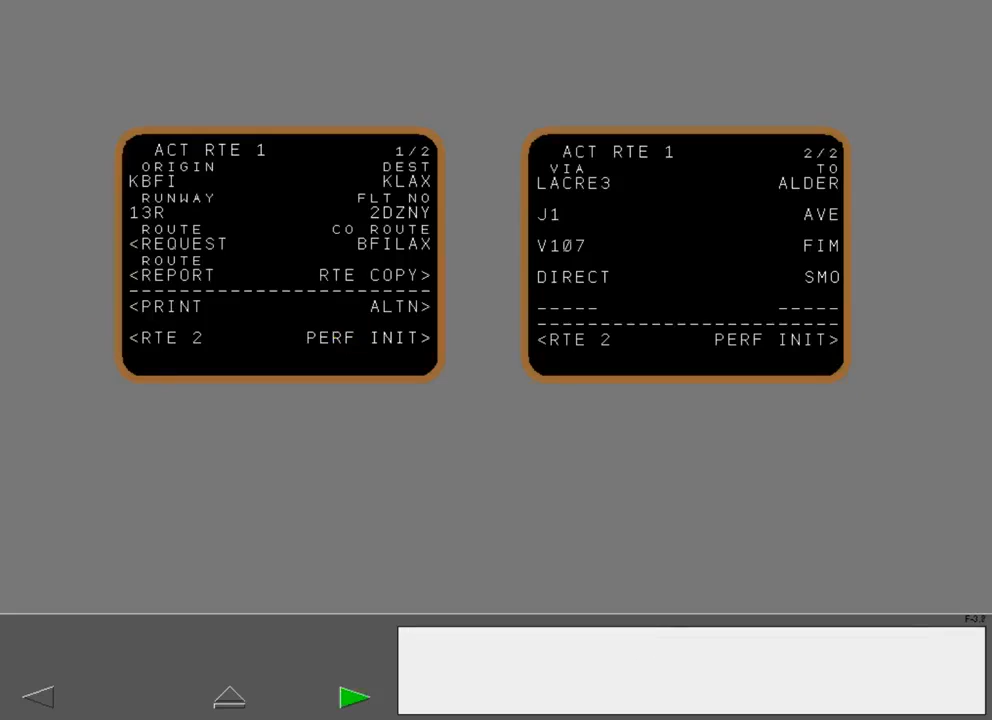 ACT RTE 1 1/2
ORIGIN DEST
KBFI KLAX
RUNWAY FLT NO
13R 2DZNY
ROUTE CO ROUTE
<REQUEST BFILAX
ROUTE
<REPORT RTE COPY>
------------------------
<PRINT ALTN>
<RTE 2 PERF INIT>
ACT RTE 1 2/2
VIA TO
LACRE3 ALDER
J1 AVE
V107 FIM
DIRECT SMO
----- -----
------------------------
<RTE 2 PERF INIT>